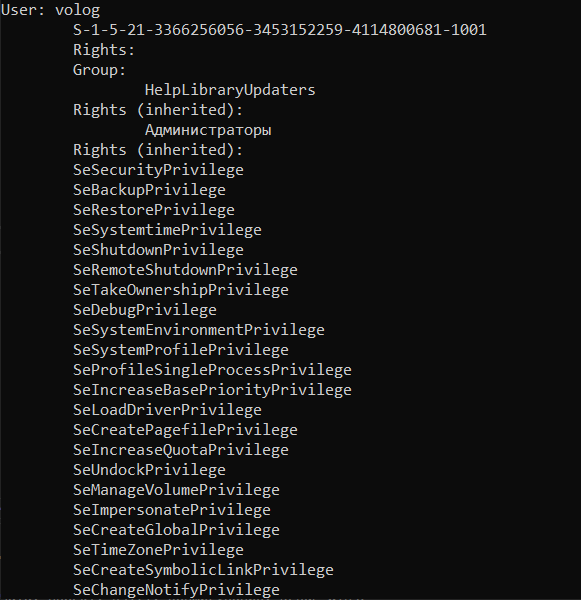 User: volog
S-1-5-21-3366256056-3453152259-4114800681-1001
Rights:
Group:
HelpLibraryUpdaters
Rights (inherited):
Администраторы
Rights (inherited):
SeSecurityPrivilege
SeBackupPrivilege
SeRestorePrivilege
SeSystemtimePrivilege
SeShutdownPrivilege
SeRemoteShutdownPrivilege
SeTakeOwnershipPrivilege
SeDebugPrivilege
SeSystemEnvironmentPrivilege
SeSystemProfilePrivilege
SeProfileSingleProcessPrivilege
SeIncreaseBasePriorityPrivilege
SeLoadDriverPrivilege
SeCreatePagefilePrivilege
SeIncreaseQuotaPrivilege
SeUndockPrivilege
SeManageVolumePrivilege
SeImpersonatePrivilege
SeCreateGlobalPrivilege
SeTimeZonePrivilege
SeCreateSymbolicLinkPrivilege
SeChangeNotifyPrivilege